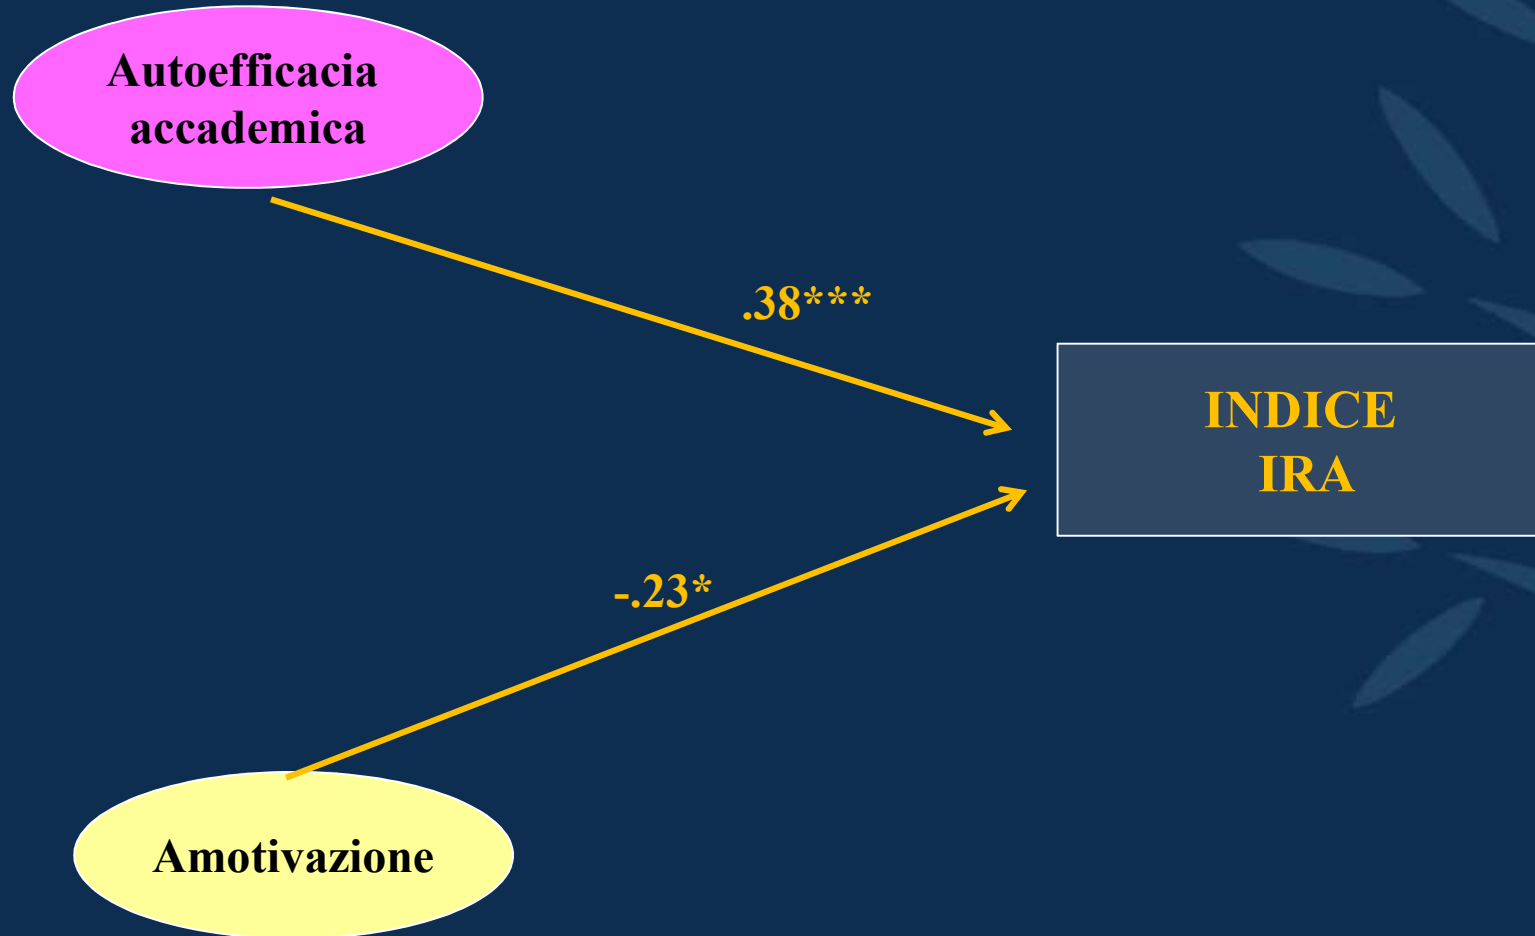 Autoefficacia
accademica
.38***
INDICE
IRA
-.23*
Amotivazione